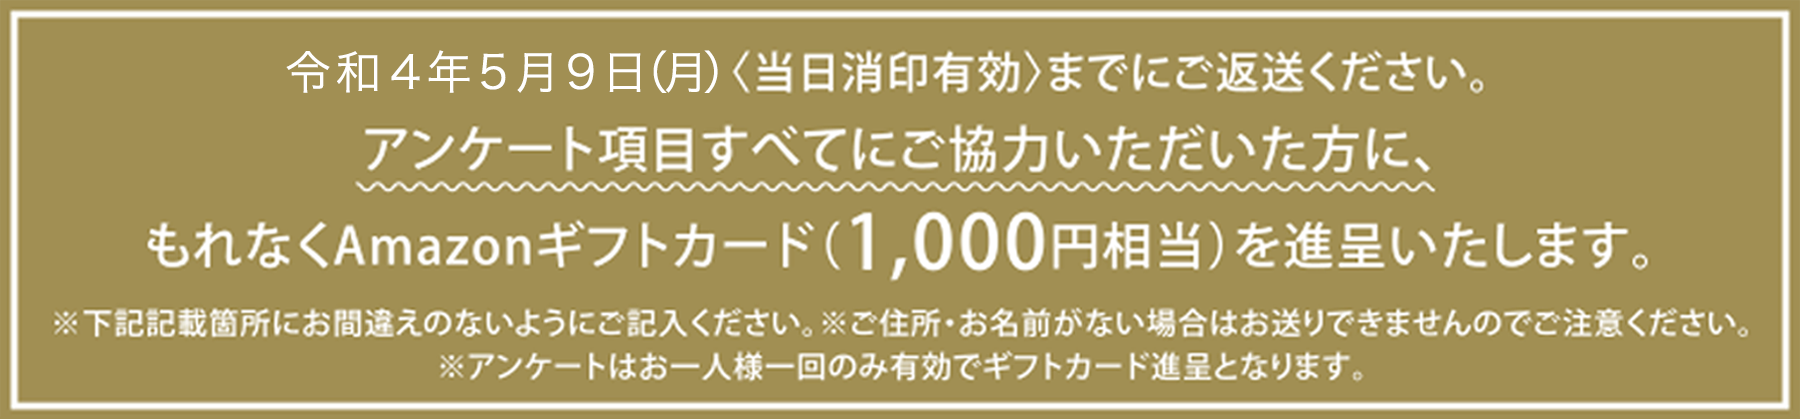 令和４年５月９日（月）〈当日消印有効〉までにご返送ください。
アンケート項目すべてにご協力いただいた方に、
もれなくAmazonギフトカード（1,000円相当）を進呈いたします。
※下記記載箇所にお間違えのないようにご記入ください。※ご住所・お名前がない場合はお送りできませんのでご注意ください。
※アンケートはお一人様一回のみ有効でギフトカード進呈となります。